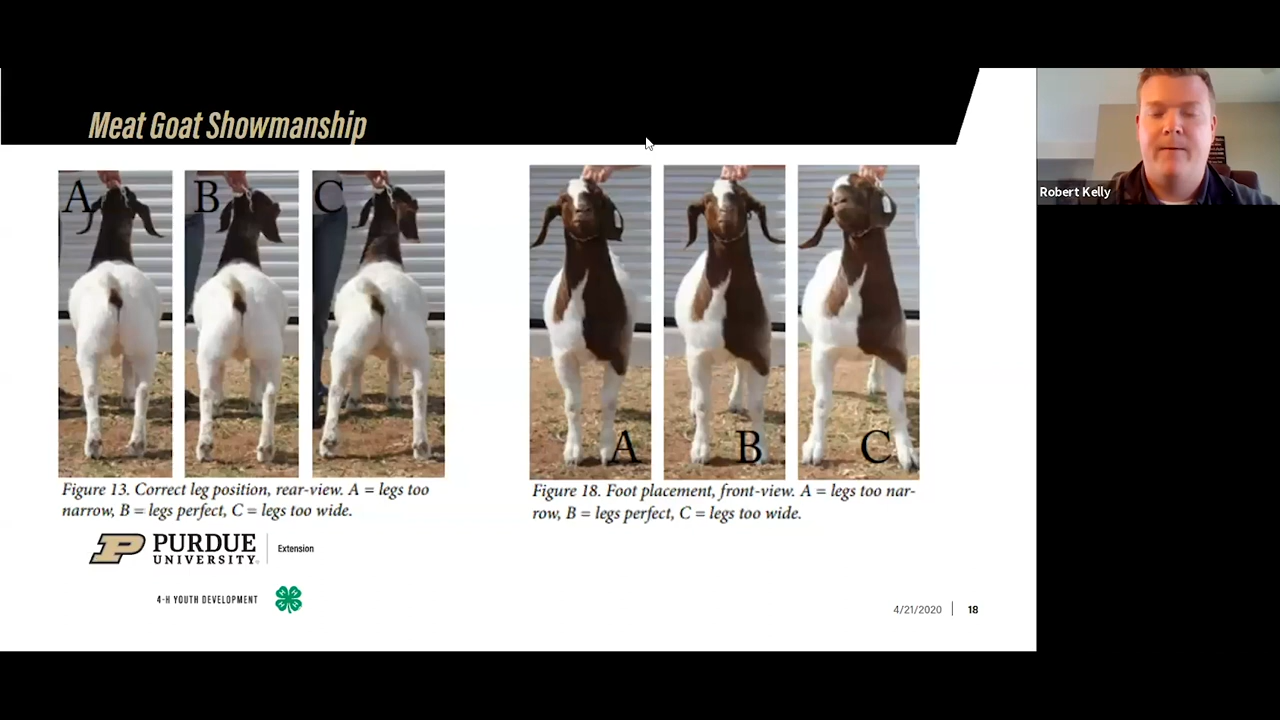 Meat Goat Showmanship
A
B
C
Figure 13. Correct leg position, rear-view. A = legs too
narrow, B = legs perfect, C = legs too wide.
A
B
C
Figure 18. Foot placement, front-view. A = legs too nar-
row, B = legs perfect, C = legs too wide.
PURDUE
UNIVERSITY®
Extension
4-H YOUTH DEVELOPMENT
4/21/2020
18
Robert Kelly